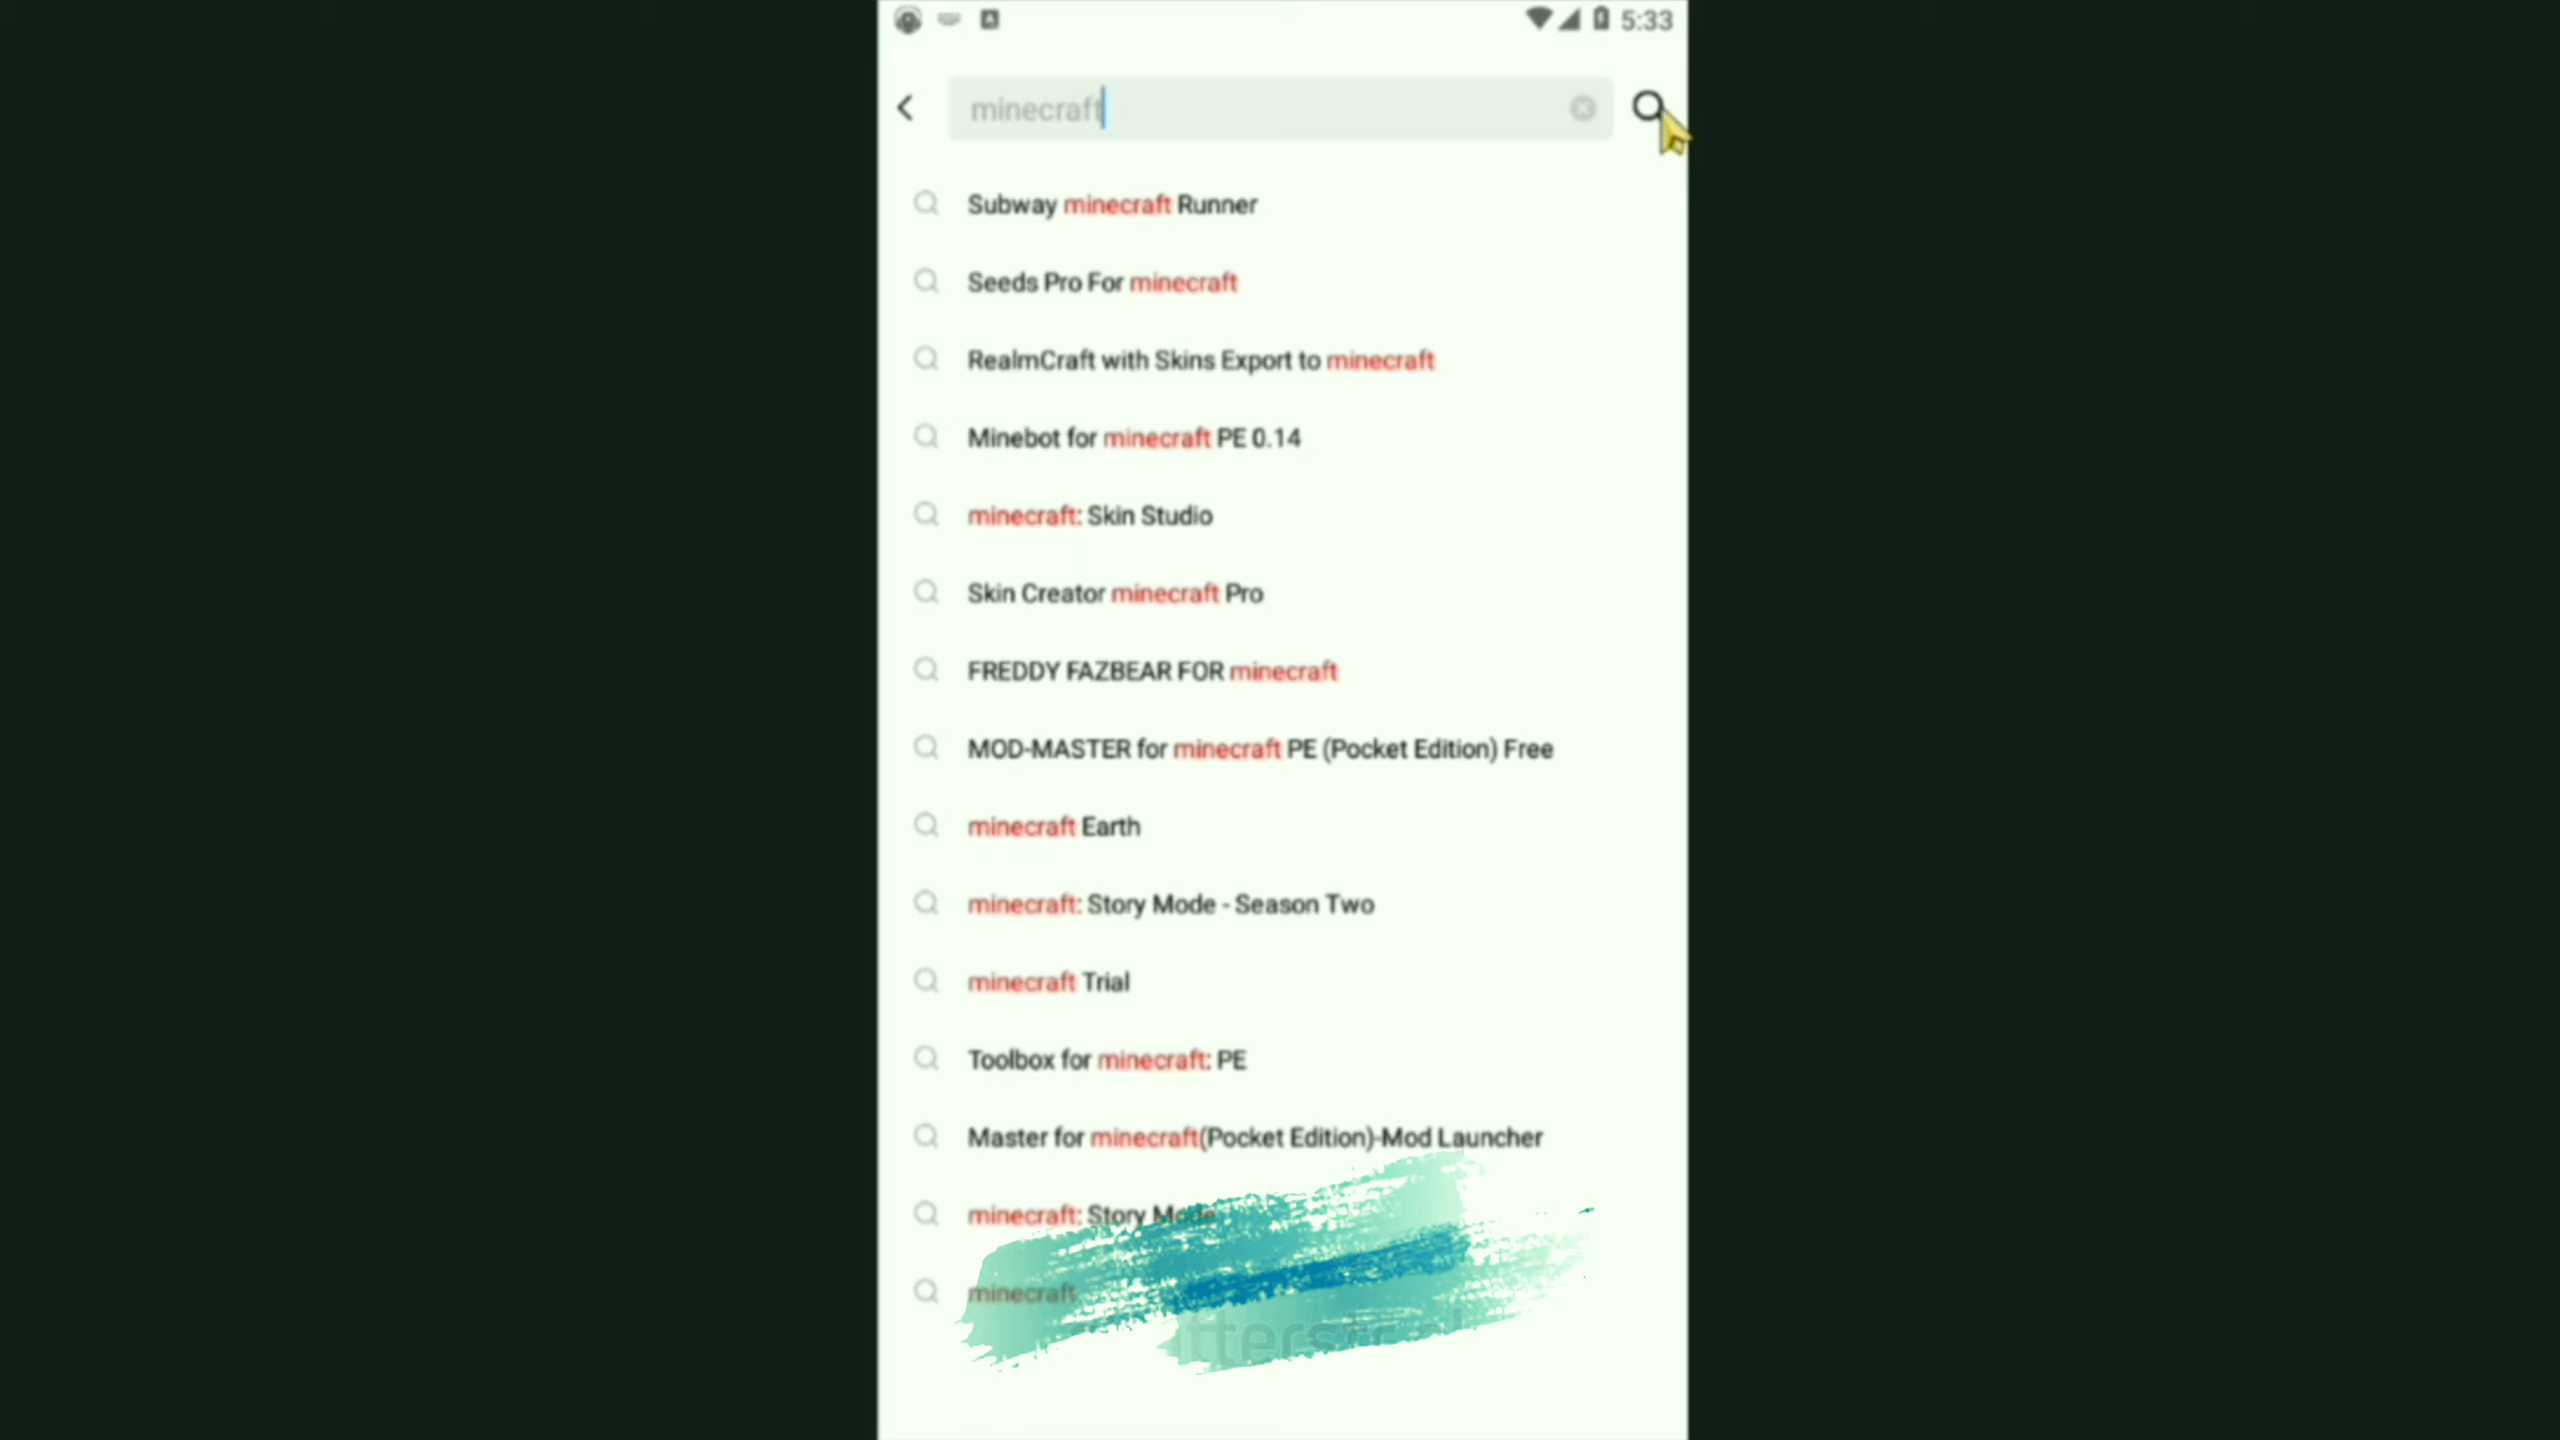 5:33
minecraft
Subway minecraft Runner
Seeds Pro For minecraft
RealmCraft with Skins Export to minecraft
Minebot for minecraft PE 0.14
minecraft: Skin Studio
Skin Creator minecraft Pro
FREDDY FAZBEAR FOR minecraft
MOD-MASTER for minecraft PE (Pocket Edition) Free
minecraft Earth
minecraft: Story Mode - Season Two
minecraft Trial
Toolbox for minecraft: PE
Master for minecraft(Pocket Edition)-Mod Launcher
minecraft: Story Mode
minecraft